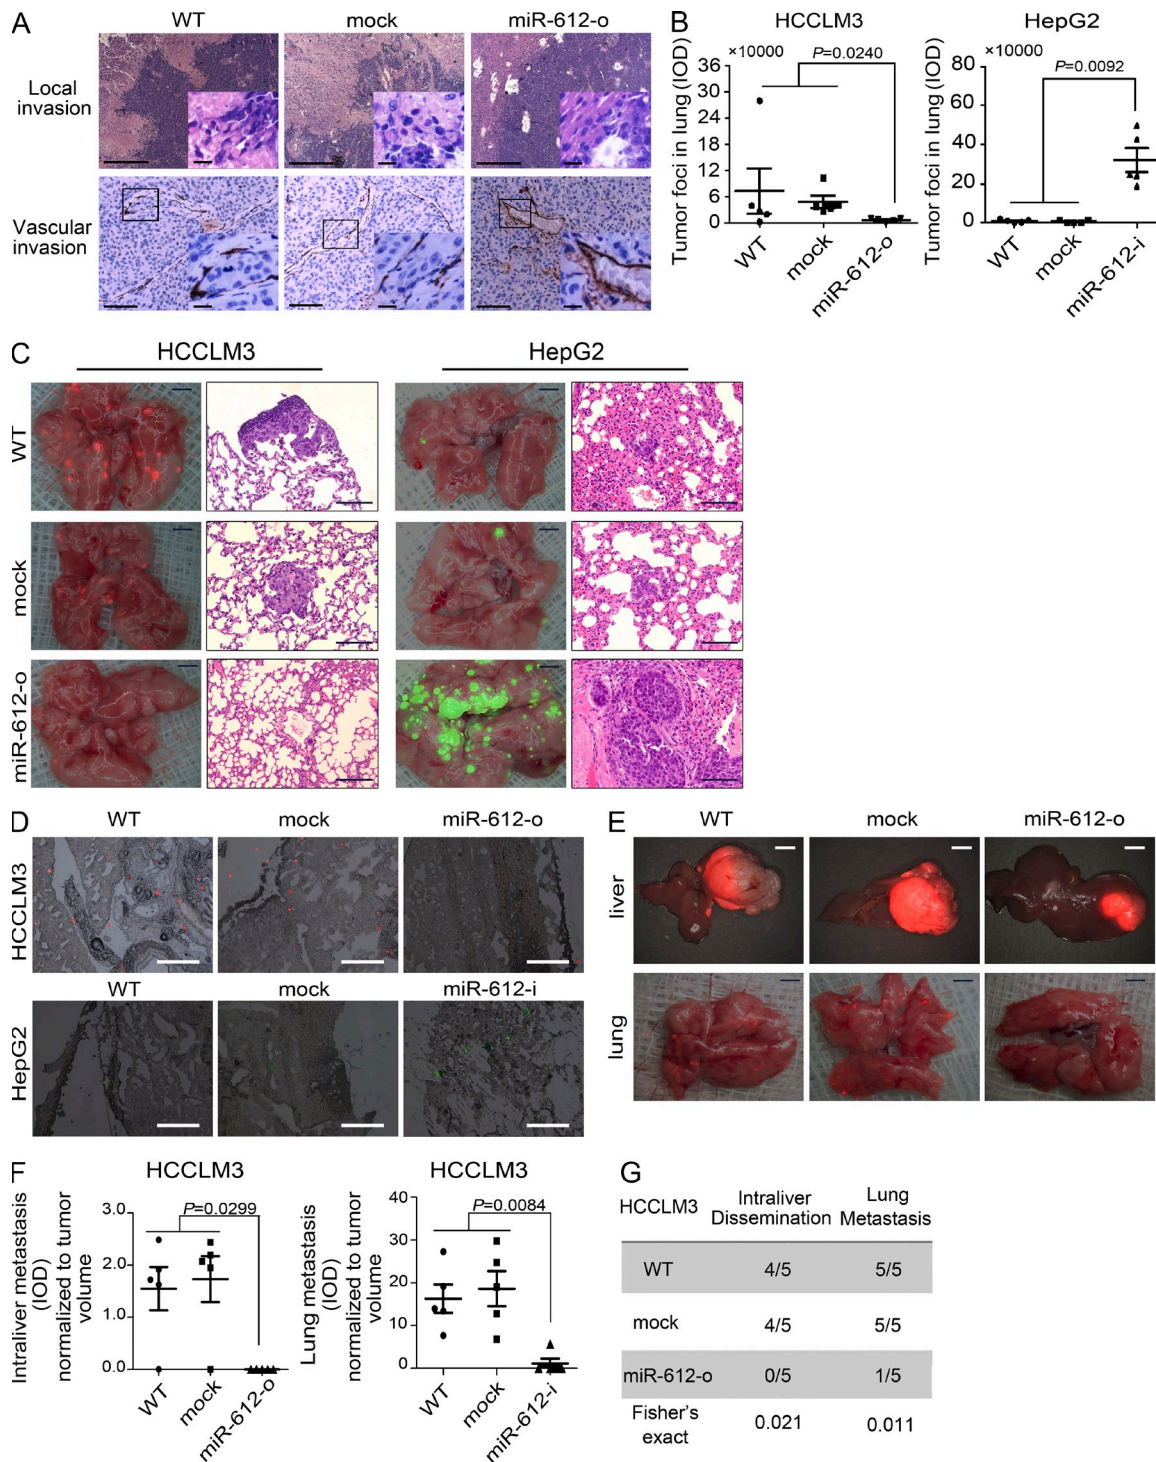 A
WT
mock
miR-612-o
Local
invasion
Vascular
invasion
B
HCCLM3
HepG2
Tumor foci in lung (IOD)
×10000
P=0.0240
36
30
24
18
12
6
0
WT
mock
miR-612-o
Tumor foci in lung (IOD)
×10000
P=0.0092
80
60
40
20
0
WT
mock
miR-612-i
C
HCCLM3
HepG2
WT
mock
miR-612-o
D
WT
mock
miR-612-o
HCCLM3
WT
mock
miR-612-i
HepG2
E
WT
mock
miR-612-o
liver
lung
F
HCCLM3
Intraliver metastasis
(IOD)
normalized to tumor
volume
P=0.0299
3.0
2.0
1.0
0.0
WT
mock
miR-612-o
HCCLM3
Lung metastasis
(IOD)
normalized to tumor
volume
P=0.0084
40
30
20
10
0
WT
mock
miR-612-i
G
HCCLM3 Intraliver Dissemination Lung Metastasis
WT 4/5 5/5
mock 4/5 5/5
miR-612-o 0/5 1/5
Fisher's exact 0.021 0.011